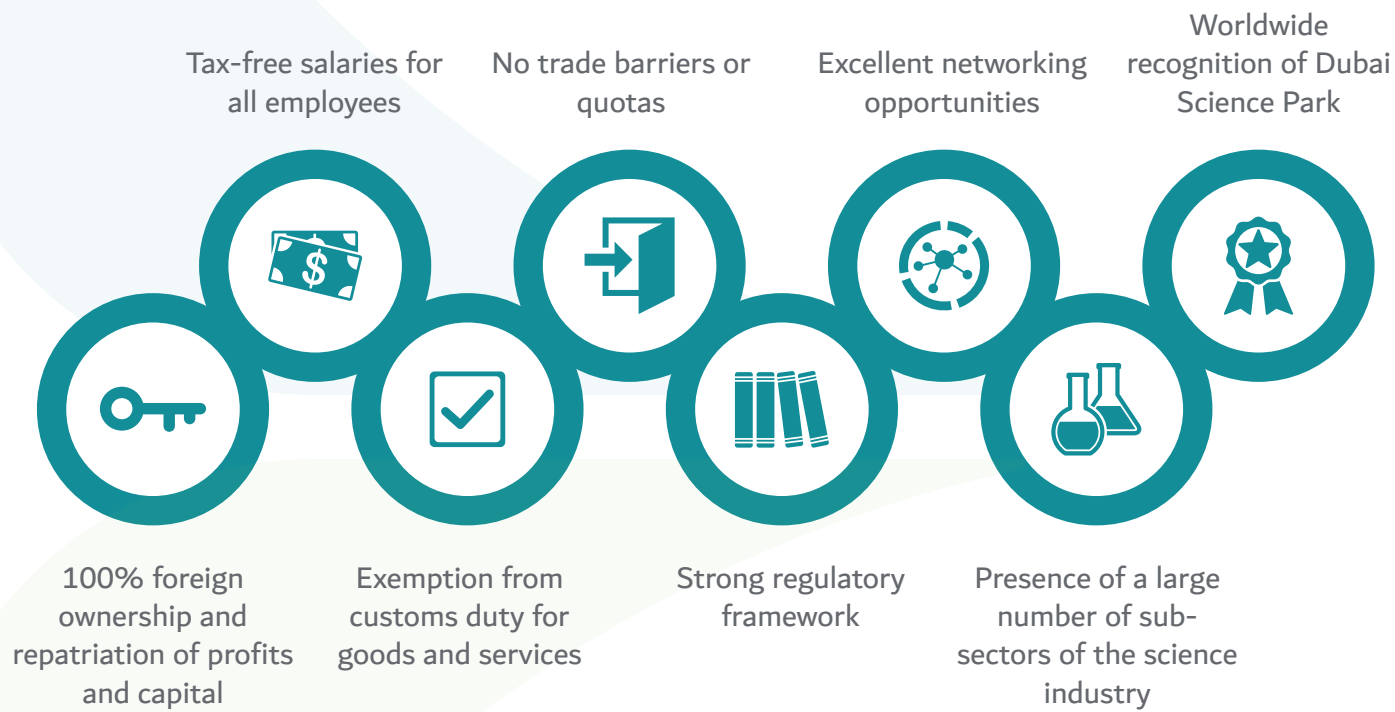 Tax-free salaries for
all employees
No trade barriers or
quotas
Excellent networking
opportunities
Worldwide
recognition of Dubai
Science Park
$
100% foreign
ownership and
repatriation of profits
and capital
Exemption from
customs duty for
goods and services
Strong regulatory
framework
Presence of a large
number of sub-
sectors of the science
industry